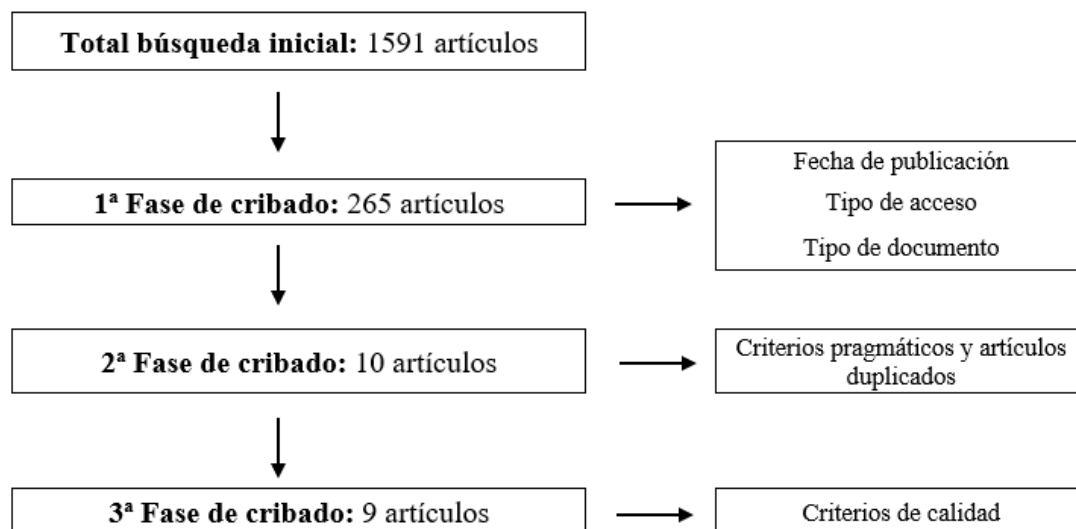 Total búsqueda inicial: 1591 artículos
1ª Fase de cribado: 265 artículos
Fecha de publicación
Tipo de acceso
Tipo de documento
2ª Fase de cribado: 10 artículos
Criterios pragmáticos y artículos
duplicados
3ª Fase de cribado: 9 artículos
Criterios de calidad